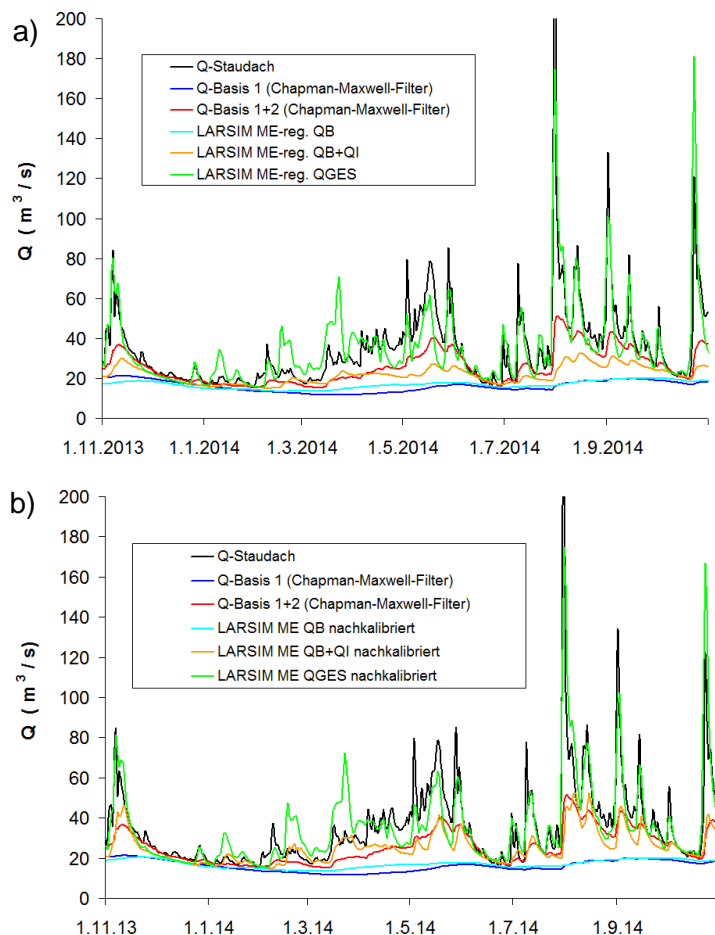 a)
200
180
160
140
120
100
80
60
40
20
0
Q ( m³ / s )
Q-Staudach
Q-Basis 1 (Chapman-Maxwell-Filter)
Q-Basis 1+2 (Chapman-Maxwell-Filter)
LARSIM ME-reg. QB
LARSIM ME-reg. QB+QI
LARSIM ME-reg. QGES
1.11.2013 1.1.2014 1.3.2014 1.5.2014 1.7.2014 1.9.2014
b)
200
180
160
140
120
100
80
60
40
20
0
Q ( m³ / s )
Q-Staudach
Q-Basis 1 (Chapman-Maxwell-Filter)
Q-Basis 1+2 (Chapman-Maxwell-Filter)
LARSIM ME QB nachkalibriert
LARSIM ME QB+QI nachkalibriert
LARSIM ME QGES nachkalibriert
1.11.13 1.1.14 1.3.14 1.5.14 1.7.14 1.9.14